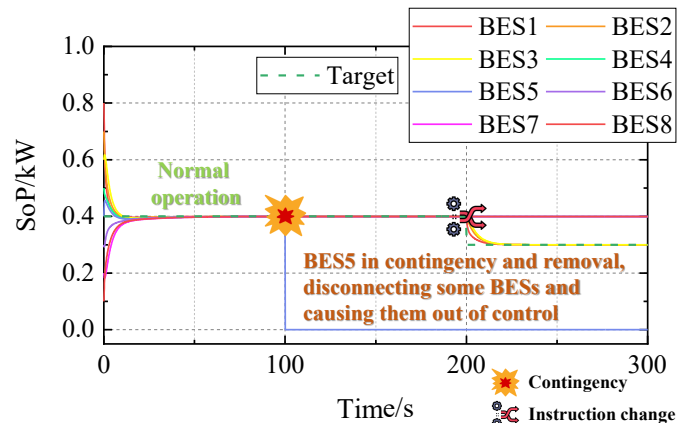 BES1
BES2
BES3
BES4
BES5
BES6
BES7
BES8
Target
SoP/kW
1.0
0.8
0.6
0.4
0.2
0.0
Normal
operation
BES5 in contingency and removal,
disconnecting some BESs and
causing them out of control
0
100
200
300
Time/s
Contingency
Instruction change